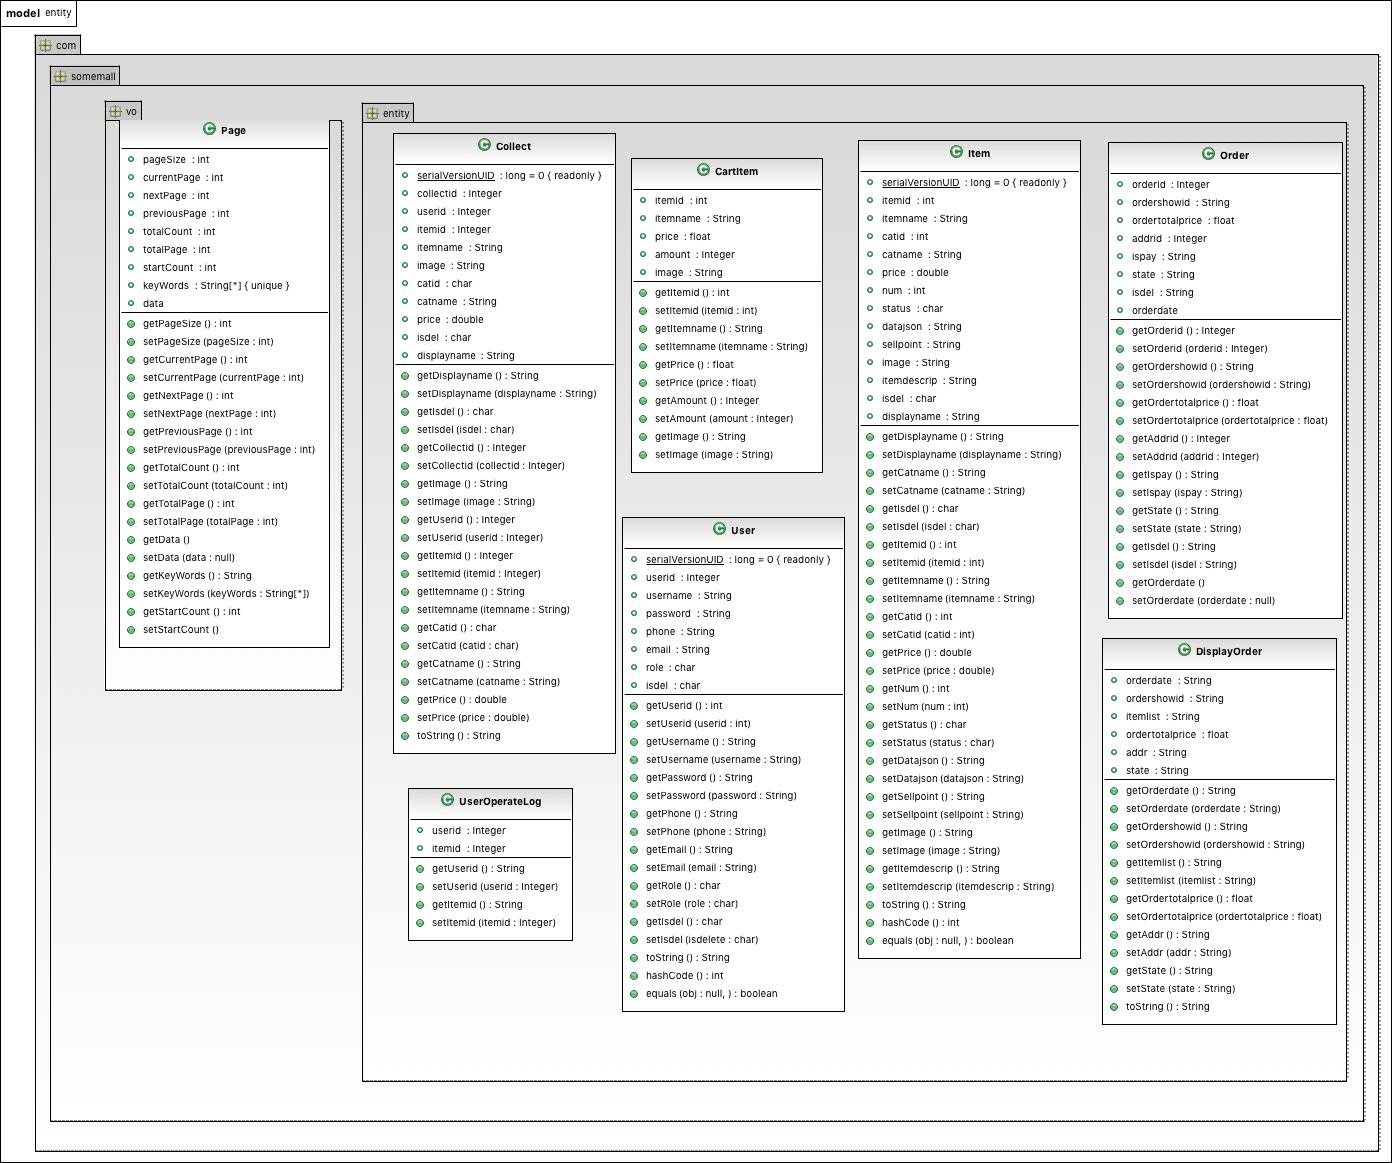 model entity
com
somemall
vo
Page
pageSize : int
currentPage : int
nextPage : int
previousPage : int
totalCount : int
totalPage : int
startCount : int
keyWords : String[*] { unique }
data
getPageSize () : int
setPageSize (pageSize : int)
getCurrentPage () : int
setCurrentPage (currentPage : int)
getNextPage () : int
setNextPage (nextPage : int)
getPreviousPage () : int
setPreviousPage (previousPage : int)
getTotalCount () : int
setTotalCount (totalCount : int)
getTotalPage () : int
setTotalPage (totalPage : int)
getData ()
setData (data : null)
getKeyWords () : String
setKeyWords (keyWords : String[*])
getStartCount () : int
setStartCount ()
entity
Collect
serialVersionUID : long = 0 { readonly }
collectid : Integer
userid : Integer
itemid : Integer
itemname : String
image : String
catid : char
catname : String
price : double
isdel : char
displayname : String
getDisplayname () : String
setDisplayname (displayname : String)
getIsdel () : char
setIsdel (isdel : char)
getCollectid () : Integer
setCollectid (collectid : Integer)
getImage () : String
setImage (image : String)
getUserid () : Integer
setUserid (userid : Integer)
getItemid () : Integer
setItemid (itemid : Integer)
getItemname () : String
setItemname (itemname : String)
getCatid () : char
setCatid (catid : char)
getCatname () : String
setCatname (catname : String)
getPrice () : double
setPrice (price : double)
toString () : String
UserOperateLog
userid : Integer
itemid : Integer
getUserid () : String
setUserid (userid : Integer)
getItemid () : String
setItemid (itemid : Integer)
CartItem
itemid : int
itemname : String
price : float
amount : Integer
image : String
getItemid () : int
setItemid (itemid : int)
getItemname () : String
setItemname (itemname : String)
getPrice () : float
setPrice (price : float)
getAmount () : Integer
setAmount (amount : Integer)
getImage () : String
setImage (image : String)
User
serialVersionUID : long = 0 { readonly }
userid : Integer
username : String
password : String
phone : String
email : String
role : char
isdel : char
getUserid () : int
setUserid (userid : int)
getUsername () : String
setUsername (username : String)
getPassword () : String
setPassword (password : String)
getPhone () : String
setPhone (phone : String)
getEmail () : String
setEmail (email : String)
getRole () : char
setRole (role : char)
getIsdel () : char
setIsdel (isdelete : char)
toString () : String
hashCode () : int
equals (obj : null, ) : boolean
Item
serialVersionUID : long = 0 { readonly }
itemid : int
itemname : String
catid : int
catname : String
price : double
num : int
status : char
datajson : String
sellpoint : String
image : String
itemdescrip : String
isdel : char
displayname : String
getDisplayname () : String
setDisplayname (displayname : String)
getCatname () : String
setCatname (catname : String)
getIsdel () : char
setIsdel (isdel : char)
getItemid () : int
setItemid (itemid : int)
getItemname () : String
setItemname (itemname : String)
getCatid () : int
setCatid (catid : int)
getPrice () : double
setPrice (price : double)
getNum () : int
setNum (num : int)
getStatus () : char
setStatus (status : char)
getDatajson () : String
setDatajson (datajson : String)
getSellpoint () : String
setSellpoint (sellpoint : String)
getImage () : String
setImage (image : String)
getItemdescrip () : String
setItemdescrip (itemdescrip : String)
toString () : String
hashCode () : int
equals (obj : null, ) : boolean
Order
orderid : Integer
ordershowid : String
ordertotalprice : float
addrid : Integer
ispay : String
state : String
isdel : String
orderdate
getOrderid () : Integer
setOrderid (orderid : Integer)
getOrdershowid () : String
setOrdershowid (ordershowid : String)
getOrdertotalprice () : float
setOrdertotalprice (ordertotalprice : float)
getAddrid () : Integer
setAddrid (addrid : Integer)
getIspay () : String
setIspay (ispay : String)
getState () : String
setState (state : String)
getIsdel () : String
setIsdel (isdel : String)
getOrderdate ()
setOrderdate (orderdate : null)
DisplayOrder
orderdate : String
ordershowid : String
itemlist : String
ordertotalprice : float
addr : String
state : String
getOrderdate () : String
setOrderdate (orderdate : String)
getOrdershowid () : String
setOrdershowid (ordershowid : String)
getItemlist () : String
setItemlist (itemlist : String)
getOrdertotalprice () : float
setOrdertotalprice (ordertotalprice : float)
getAddr () : String
setAddr (addr : String)
getState () : String
setState (state : String)
toString () : String